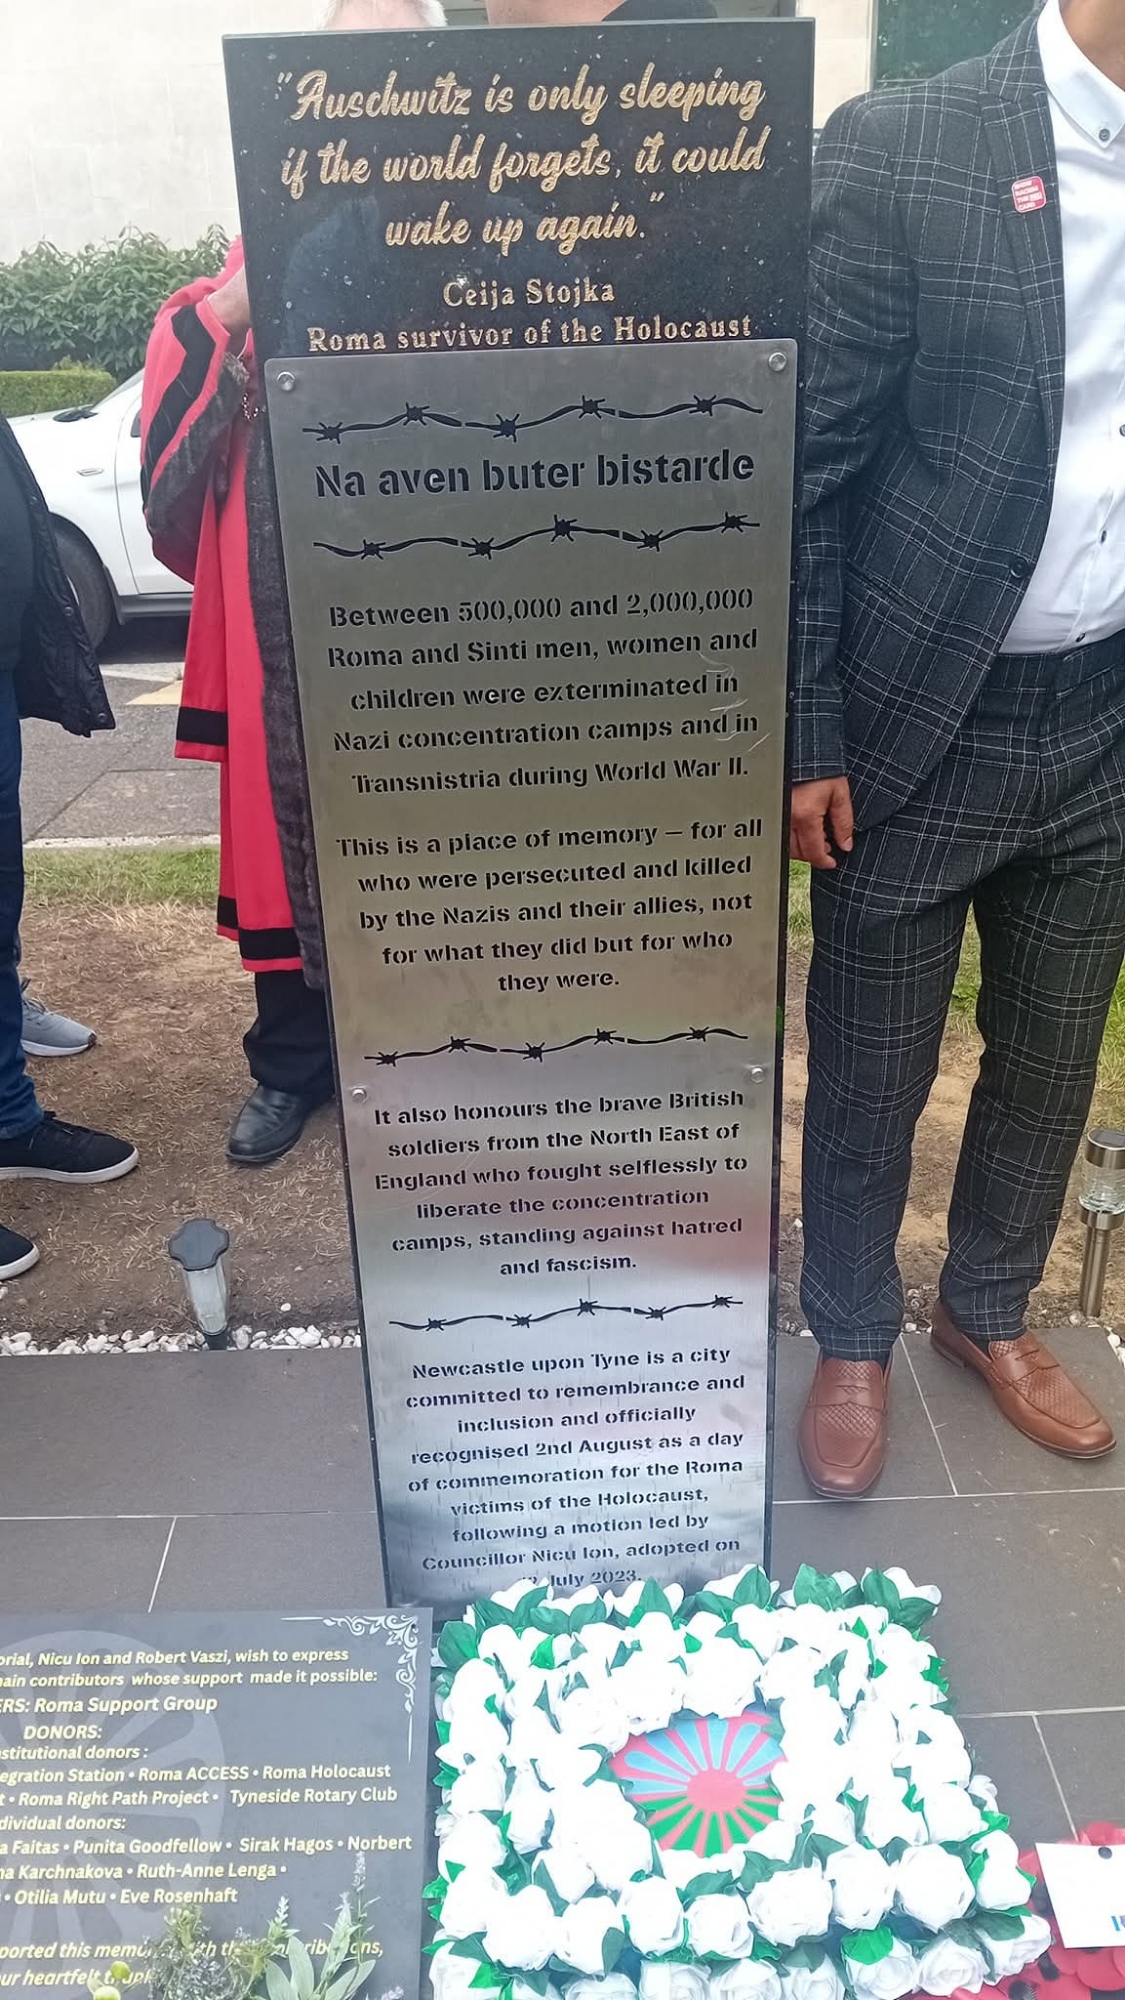 "Auschwitz is only sleeping
if the world forgets, it could
wake up again."
Ceija Stojka
Roma survivor of the Holocaust
Na aven buter bistarde
Between 500,000 and 2,000,000
Roma and Sinti men, women and
children were exterminated in
Nazi concentration camps and in
Transnistria during World War II.
This is a place of memory – for all
who were persecuted and killed
by the Nazis and their allies, not
for what they did but for who
they were.
It also honours the brave British
soldiers from the North East of
England who fought selflessly to
liberate the concentration
camps, standing against hatred
and fascism.
Newcastle upon Tyne is a city
committed to remembrance and
inclusion and officially
recognised 2nd August as a day
of commemoration for the Roma
victims of the Holocaust,
following a motion led by
Councillor Nicu Ion, adopted on
July 2023.
orial, Nicu Ion and Robert Vaszi, wish to express
ain contributors whose support made it possible:
ERS: Roma Support Group
DONORS:
stitutional donors :
egration Station • Roma ACCESS • Roma Holocaust
t • Roma Right Path Project • Tyneside Rotary Club
dividual donors:
a Faitas • Punita Goodfellow • Sirak Hagos • Norbert
na Karchnakova • Ruth-Anne Lenga •
• Otilia Mutu • Eve Rosenhaft
ported this
ur heartfelt